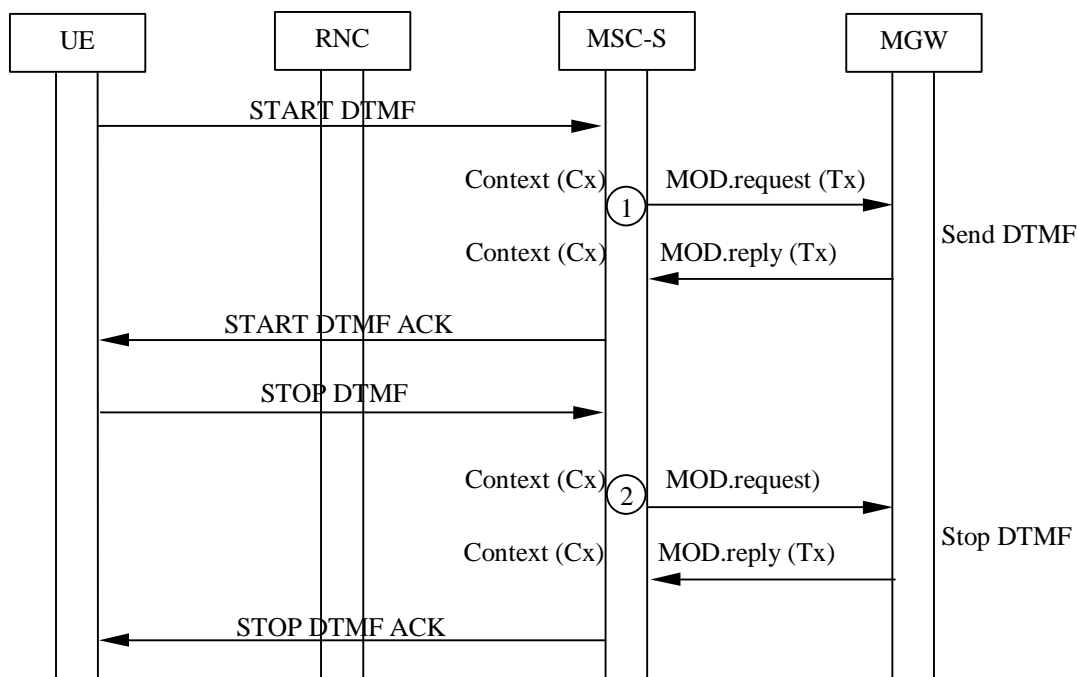 UE
RNC
MSC-S
MGW
START DTMF
Context (Cx)
MOD.request (Tx)
1
Send DTMF
Context (Cx)
MOD.reply (Tx)
START DTMF ACK
STOP DTMF
Context (Cx)
MOD.request)
2
Stop DTMF
Context (Cx)
MOD.reply (Tx)
STOP DTMF ACK